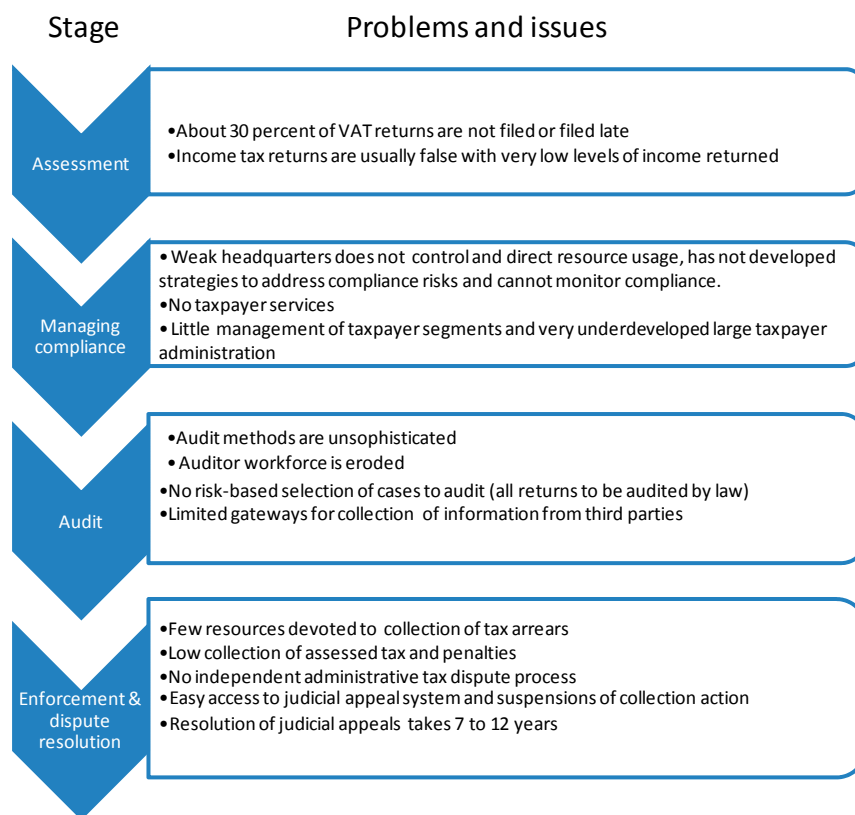 Stage
Problems and issues
Assessment
•About 30 percent of VAT returns are not filed or filed late
•Income tax returns are usually false with very low levels of income returned
Managing
compliance
• Weak headquarters does not control and direct resource usage, has not developed
strategies to address compliance risks and cannot monitor compliance.
•No taxpayer services
•Little management of taxpayer segments and very underdeveloped large taxpayer
administration
Audit
•Audit methods are unsophisticated
•Auditor workforce is eroded
•No risk-based selection of cases to audit (all returns to be audited by law)
•Limited gateways for collection of information from third parties
Enforcement &
dispute
resolution
•Few resources devoted to collection of tax arrears
•Low collection of assessed tax and penalties
•No independent administrative tax dispute process
•Easy access to judicial appeal system and suspensions of collection action
•Resolution of judicial appeals takes 7 to 12 years